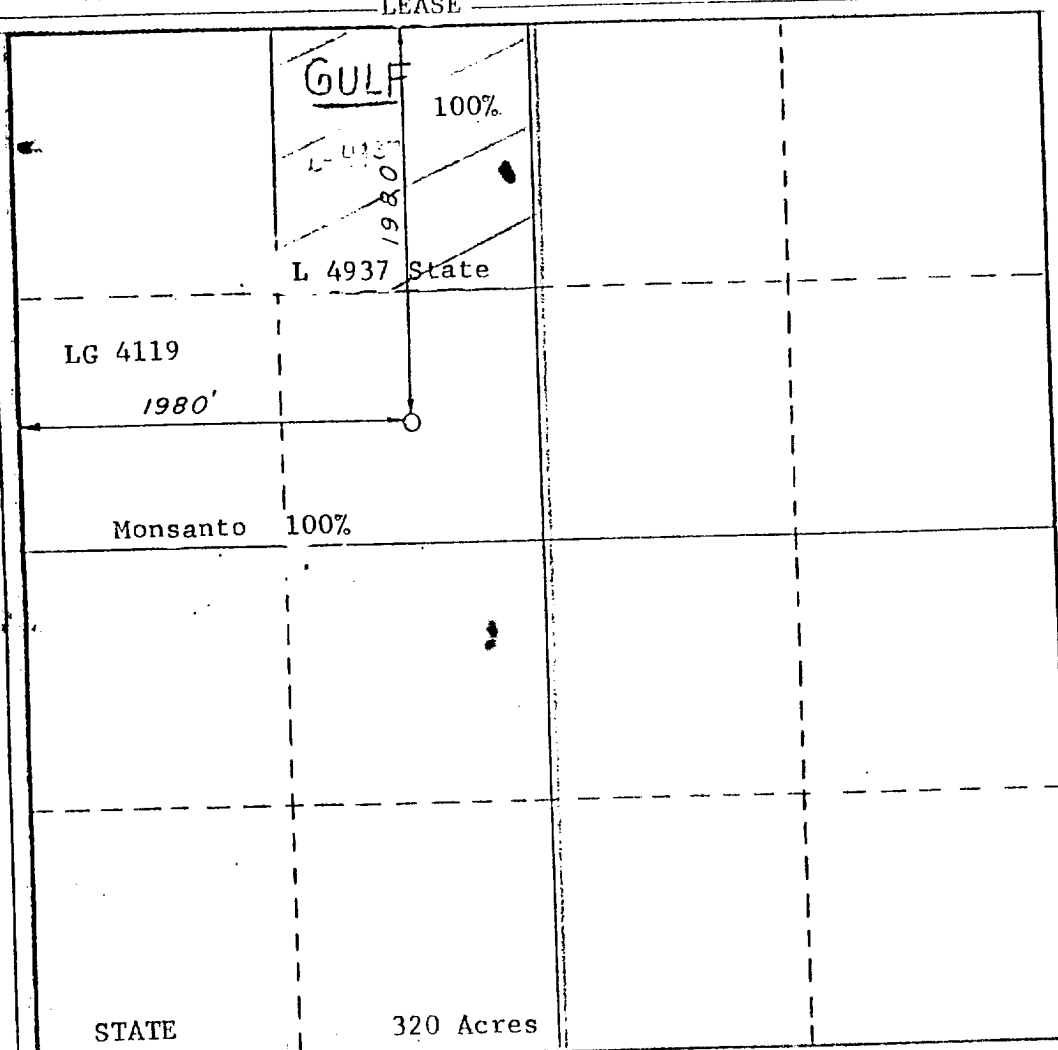 LEASE
GULF
100%
1980'
L 4937 State
LG 4119
1980'
Monsanto 100%
STATE 320 Acres